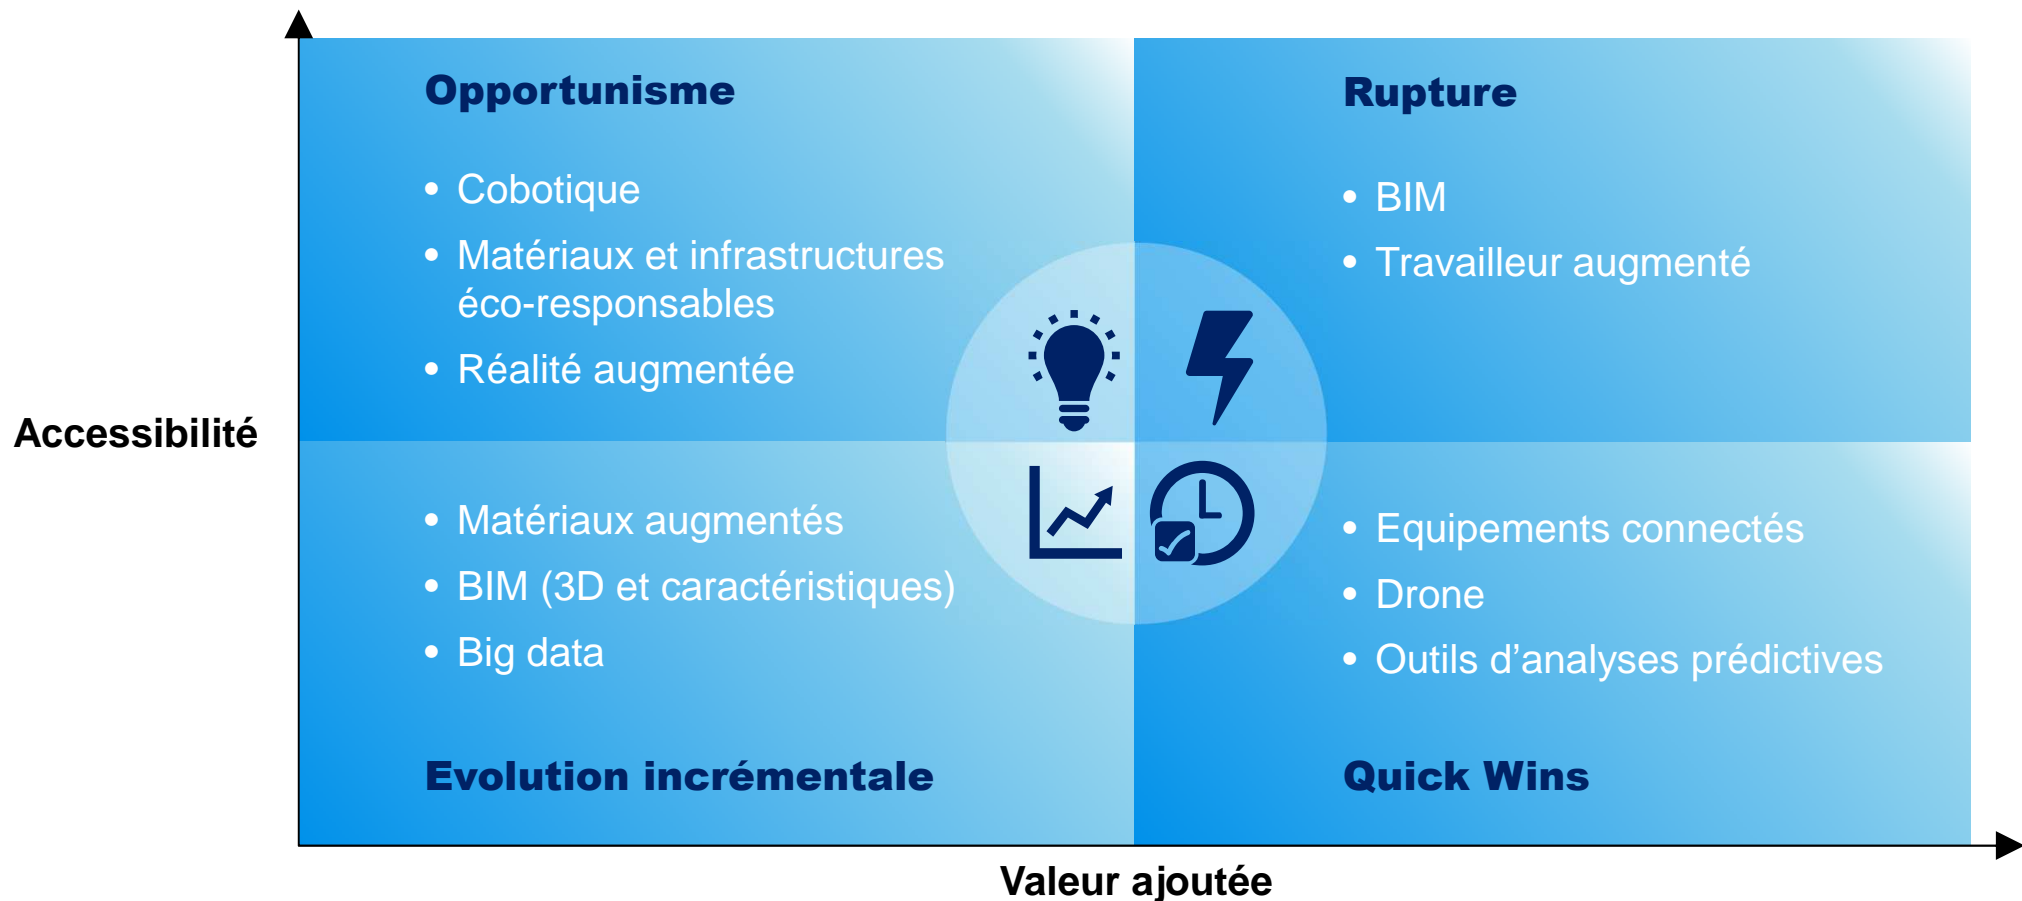 Opportunisme
• Cobotique
• Matériaux et infrastructures
éco-responsables
• Réalité augmentée
Rupture
• BIM
• Travailleur augmenté
Accessibilité
• Matériaux augmentés
• BIM (3D et caractéristiques)
• Big data
Evolution incrémentale
• Equipements connectés
• Drone
• Outils d’analyses prédictives
Quick Wins
Valeur ajoutée